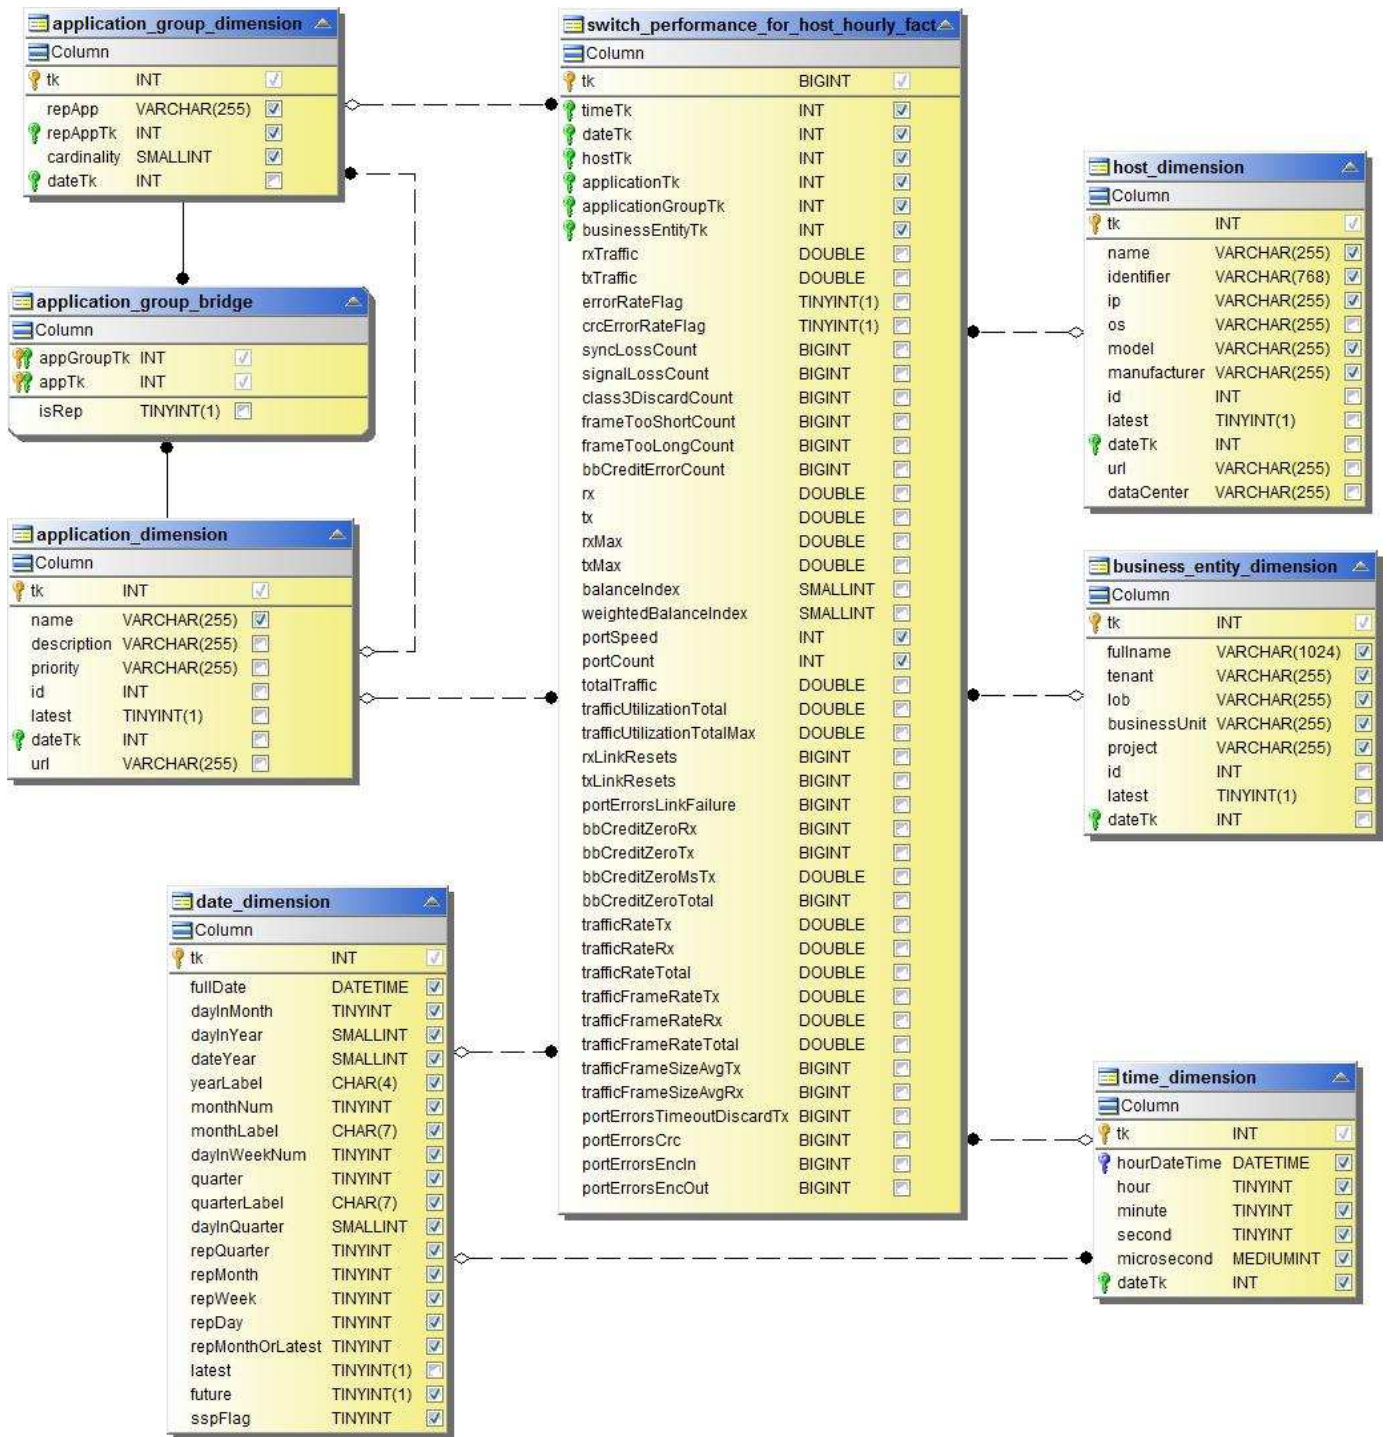 application_group_dimension
Column
tk INT
repApp VARCHAR(255)
repAppTk INT
cardinality SMALLINT
dateTk INT
application_group_bridge
Column
appGroupTk INT
appTk INT
isRep TINYINT(1)
application_dimension
Column
tk INT
name VARCHAR(255)
description VARCHAR(255)
priority VARCHAR(255)
id INT
latest TINYINT(1)
dateTk INT
url VARCHAR(255)
switch_performance_for_host_hourly_fact
Column
tk BIGINT
timeTk INT
dateTk INT
hostTk INT
applicationTk INT
applicationGroupTk INT
businessEntityTk INT
rxTraffic DOUBLE
txTraffic DOUBLE
errorRateFlag TINYINT(1)
crcErrorRateFlag TINYINT(1)
syncLossCount BIGINT
signalLossCount BIGINT
class3DiscardCount BIGINT
frameTooShortCount BIGINT
frameTooLongCount BIGINT
bbCreditErrorCount BIGINT
rx DOUBLE
tx DOUBLE
rxMax DOUBLE
txMax DOUBLE
balanceIndex SMALLINT
weightedBalanceIndex SMALLINT
portSpeed INT
portCount INT
totalTraffic DOUBLE
trafficUtilizationTotal DOUBLE
trafficUtilizationTotalMax DOUBLE
rxLinkResets BIGINT
txLinkResets BIGINT
portErrorsLinkFailure BIGINT
bbCreditZeroRx BIGINT
bbCreditZeroTx BIGINT
bbCreditZeroMsTx DOUBLE
bbCreditZeroTotal BIGINT
trafficRateTx DOUBLE
trafficRateRx DOUBLE
trafficRateTotal DOUBLE
trafficFrameRateTx DOUBLE
trafficFrameRateRx DOUBLE
trafficFrameRateTotal DOUBLE
trafficFrameSizeAvgTx BIGINT
trafficFrameSizeAvgRx BIGINT
portErrorsTimeoutDiscardTx BIGINT
portErrorsCrc BIGINT
portErrorsEncIn BIGINT
portErrorsEncOut BIGINT
host_dimension
Column
tk INT
name VARCHAR(255)
identifier VARCHAR(768)
ip VARCHAR(255)
os VARCHAR(255)
model VARCHAR(255)
manufacturer VARCHAR(255)
id INT
latest TINYINT(1)
dateTk INT
url VARCHAR(255)
dataCenter VARCHAR(255)
business_entity_dimension
Column
tk INT
fullname VARCHAR(1024)
tenant VARCHAR(255)
lob VARCHAR(255)
businessUnit VARCHAR(255)
project VARCHAR(255)
id INT
latest TINYINT(1)
dateTk INT
date_dimension
Column
tk INT
fullDate DATETIME
dayInMonth TINYINT
dayInYear SMALLINT
dateYear SMALLINT
yearLabel CHAR(4)
monthNum TINYINT
monthLabel CHAR(7)
dayInWeekNum TINYINT
quarter TINYINT
quarterLabel CHAR(7)
dayInQuarter SMALLINT
repQuarter TINYINT
repMonth TINYINT
repWeek TINYINT
repDay TINYINT
repMonthOrLatest TINYINT
latest TINYINT(1)
future TINYINT(1)
sspFlag TINYINT
time_dimension
Column
tk INT
hourDateTime DATETIME
hour TINYINT
minute TINYINT
second TINYINT
microsecond MEDIUMINT
dateTk INT